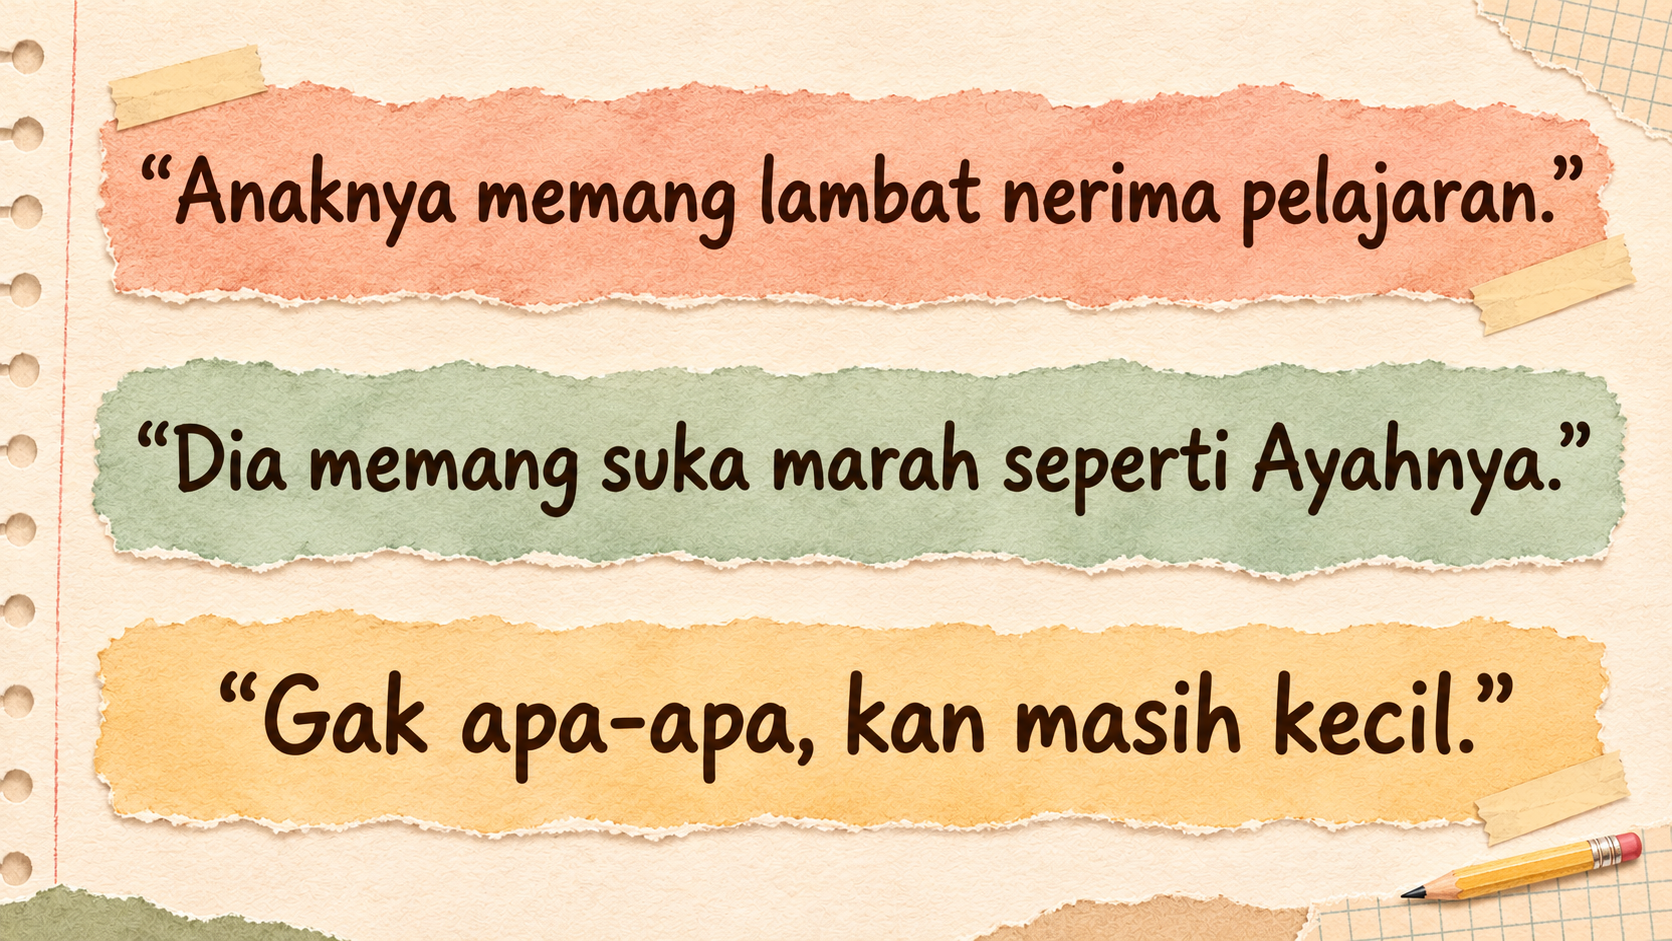 “Anaknya memang lambat nerima pelajaran.”
“Dia memang suka marah seperti Ayahnya.”
“Gak apa-apa, kan masih kecil.”